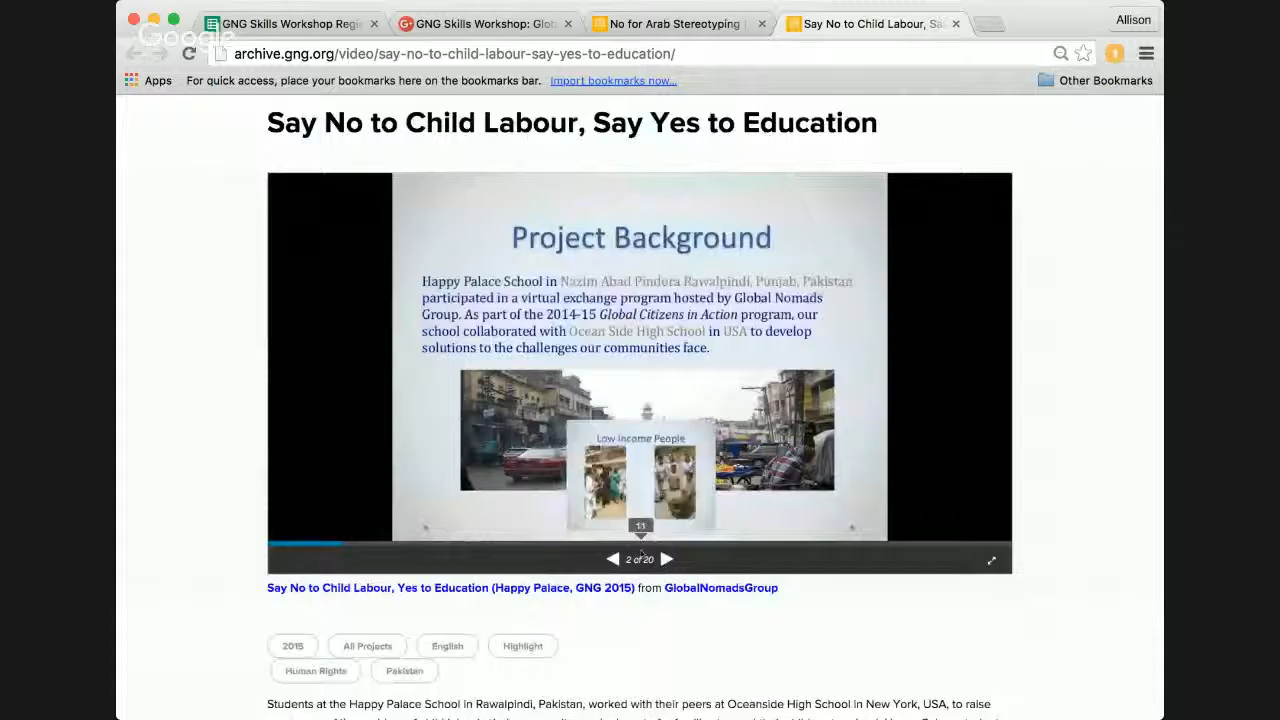 GNG Skills Workshop Regi
GNG Skills Workshop: Glob
No for Arab Stereotyping
Say No to Child Labour, Sa
Allison
Google
archive.gng.org/video/say-no-to-child-labour-say-yes-to-education/
Apps
For quick access, place your bookmarks here on the bookmarks bar.
Import bookmarks now...
Other Bookmarks
Say No to Child Labour, Say Yes to Education
Project Background
Happy Palace School in Nazim Abad Pindora Rawalpindi, Punjab, Pakistan
participated in a virtual exchange program hosted by Global Nomads
Group. As part of the 2014-15 Global Citizens in Action program, our
school collaborated with Ocean Side High School in USA to develop
solutions to the challenges our communities face.
Low Income People
11
2 of 20
Say No to Child Labour, Yes to Education (Happy Palace, GNG 2015) from GlobalNomadsGroup
2015
All Projects
English
Highlight
Human Rights
Pakistan
Students at the Happy Palace School in Rawalpindi, Pakistan, worked with their peers at Oceanside High School in New York, USA, to raise